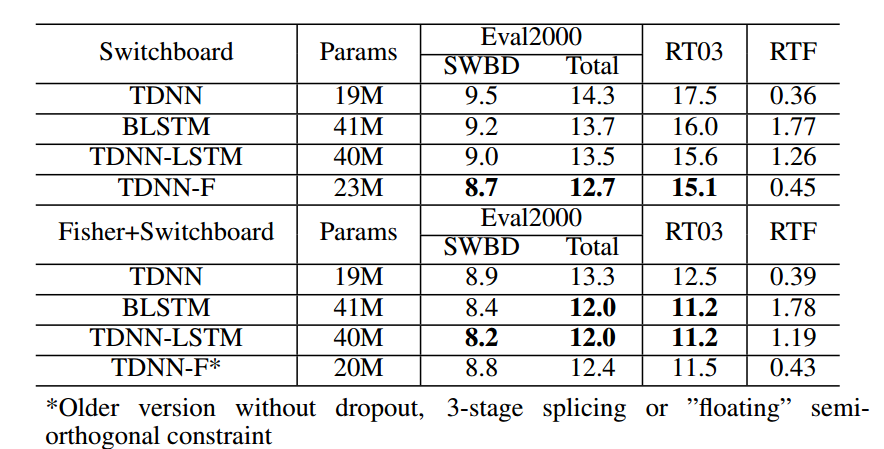 Switchboard Params Eval2000 RT03 RTF
SWBD Total
TDNN 19M 9.5 14.3 17.5 0.36
BLSTM 41M 9.2 13.7 16.0 1.77
TDNN-LSTM 40M 9.0 13.5 15.6 1.26
TDNN-F 23M 8.7 12.7 15.1 0.45
Fisher+Switchboard Params Eval2000 RT03 RTF
SWBD Total
TDNN 19M 8.9 13.3 12.5 0.39
BLSTM 41M 8.4 12.0 11.2 1.78
TDNN-LSTM 40M 8.2 12.0 11.2 1.19
TDNN-F* 20M 8.8 12.4 11.5 0.43
*Older version without dropout, 3-stage splicing or ”floating” semi-
orthogonal constraint